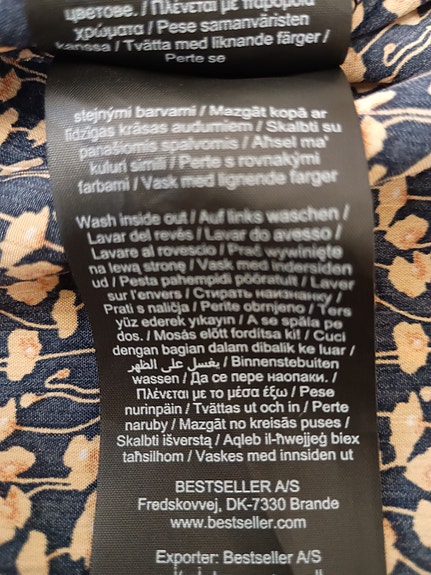 цветове. / Πλένεται με παρόμοια
χρώματα / Pese samanväristen
kanssa / Tvätta med liknande färger /
Perte se
stejnými barvami / Mazgāt kopā ar
līdzīgas krāsas audumiem / Skalbti su
panašiomis spalvomis / Aħsel ma'
kuluri simili / Perte s rovnakými
farbami / Vask med lignende farger
Wash inside out / Auf links waschen /
Lavar del revés / Lavar do avesso /
Lavare al rovescio / Prać wywinięte
na lewą stronę / Vask med indersiden
ud / Pesta pahempidi pööratult / Laver
sur l'envers / Стирать наизнанку /
Prati s naličja / Perite obrnjeno / Ters
yüz ederek yıkayın / A se spăla pe
dos. / Mosás előtt fordítsa ki! / Cuci
dengan bagian dalam dibalik ke luar /
يغسل على الظهر / Binnenstebuiten
wassen / Да се пере наопаки. /
Πλένεται με το μέσα έξω / Pese
nurinpäin / Tvättas ut och in / Perte
naruby / Mazgāt no kreisās puses /
Skalbti išverstą / Aqleb il-ħwejjeġ biex
taħsilhom / Vaskes med innsiden ut
BESTSELLER A/S
Fredskovvej, DK-7330 Brande
www.bestseller.com
Exporter: Bestseller A/S